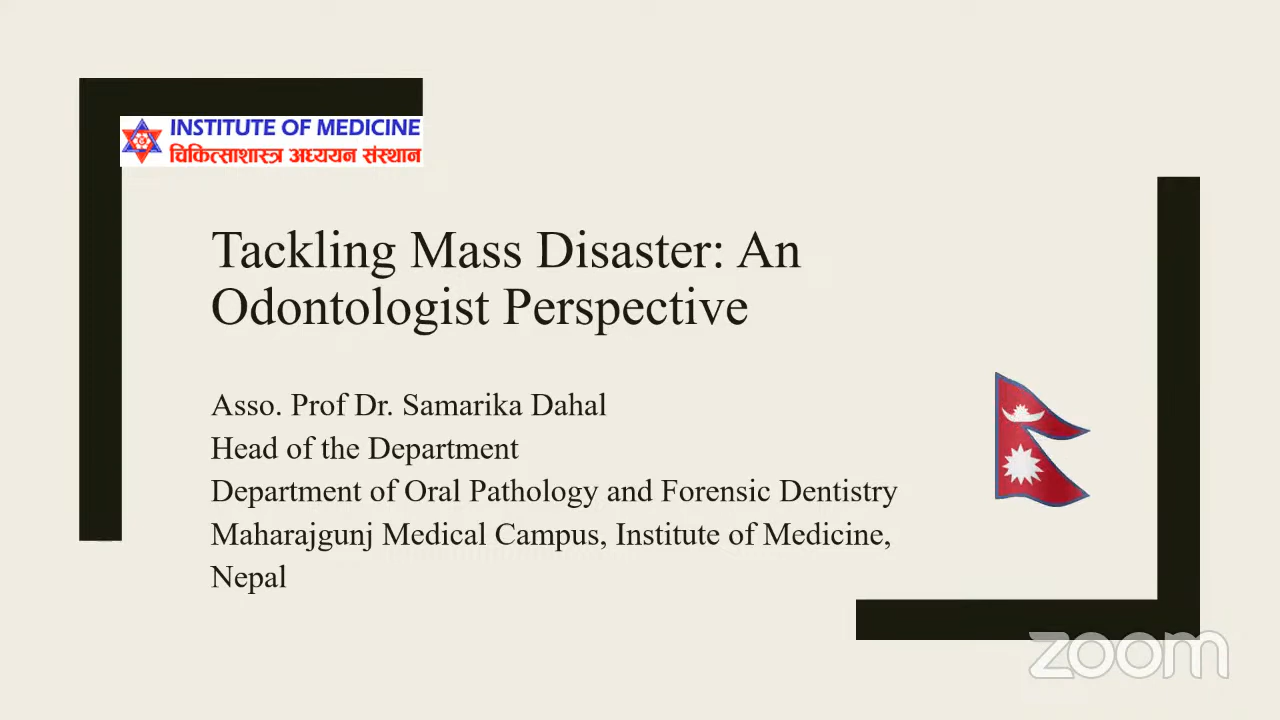 INSTITUTE OF MEDICINE
चिकित्साशास्त्र अध्ययन संस्थान
Tackling Mass Disaster: An
Odontologist Perspective
Asso. Prof Dr. Samarika Dahal
Head of the Department
Department of Oral Pathology and Forensic Dentistry
Maharajgunj Medical Campus, Institute of Medicine,
Nepal
zoom